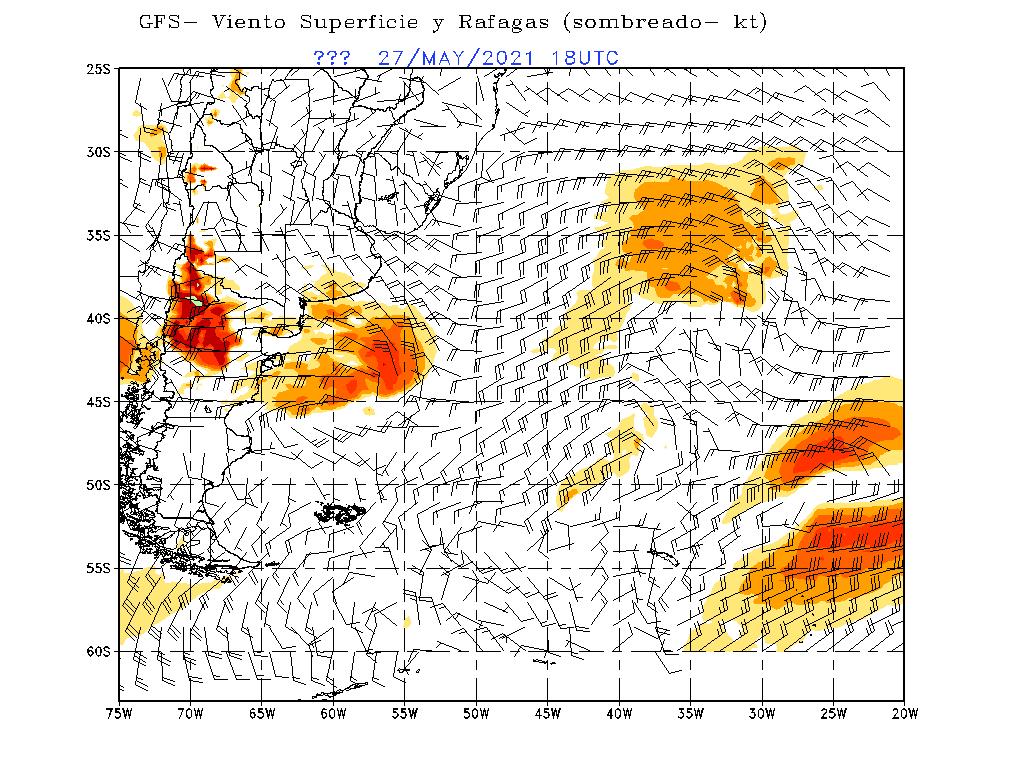 GFS— Viento Superficie y Rafagas (sombreado— kt)
??? 27/MAY/2021 18UTC
25S
30S
35S
40S
45S
50S
55S
60S
75W 70W 65W 60W 55W 50W 45W 40W 35W 30W 25W 20W